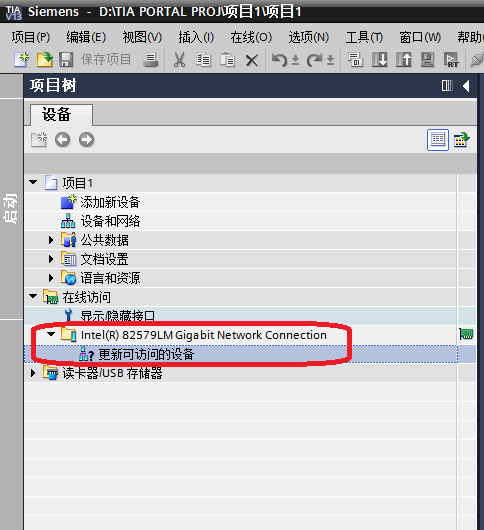 TIA V13 Siemens - D:\TIA PORTAL PROJ\项目1\项目1
项目(P) 编辑(E) 视图(V) 插入(I) 在线(O) 选项(N) 工具(T) 窗口(W) 帮助
保存项目
项目树
设备
启动
项目1
添加新设备
设备和网络
公共数据
文档设置
语言和资源
在线访问
显示/隐藏接口
Intel(R) 82579LM Gigabit Network Connection
更新可访问的设备
读卡器/USB 存储器